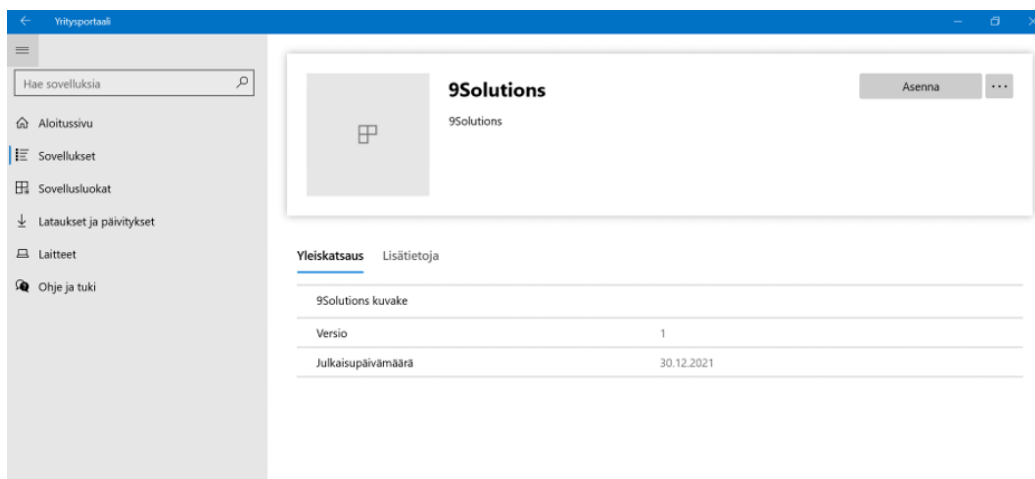 Yritysportaali
Hae sovelluksia
Aloitussivu
Sovellukset
Sovellusluokat
Lataukset ja päivitykset
Laitteet
Ohje ja tuki
9Solutions
9Solutions
Asenna
Yleiskatsaus Lisätietoja
9Solutions kuvake
Versio 1
Julkaisupäivämäärä 30.12.2021